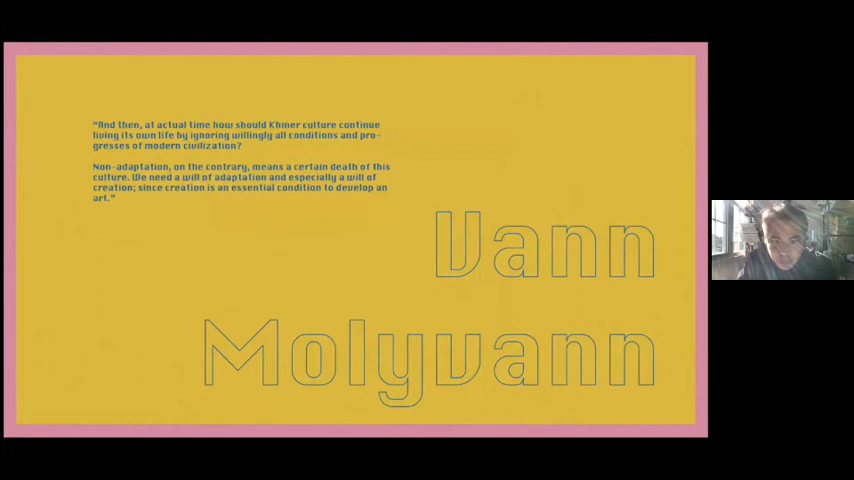 "And then, at actual time how should Khmer culture continue
living its own life by ignoring willingly all conditions and pro-
gresses of modern civilization?
Non-adaptation, on the contrary, means a certain death of this
culture. We need a will of adaptation and especially a will of
creation; since creation is an essential condition to develop an
art."
Vann
Molyvann